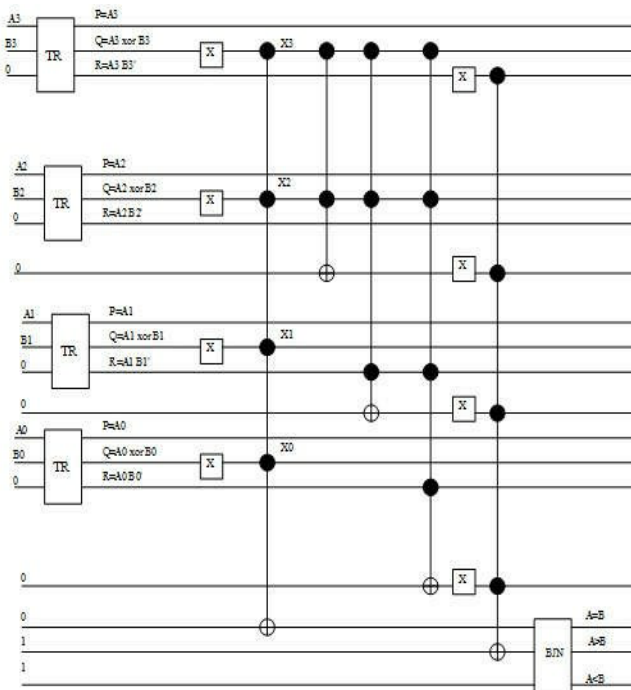 A3 P=A3
B3 TR Q=A3 xor B3 X X3
0 R=A3 B3' X
A2 P=A2
B2 TR Q=A2 xor B2 X X2
0 R=A2 B2'
0 X
A1 P=A1
B1 TR Q=A1 xor B1 X X1
0 R=A1 B1'
0 X
A0 P=A0
B0 TR Q=A0 xor B0 X X0
0 R=A0 B0'
0 X
0 A=B
1 BJN A>B
1 A<B